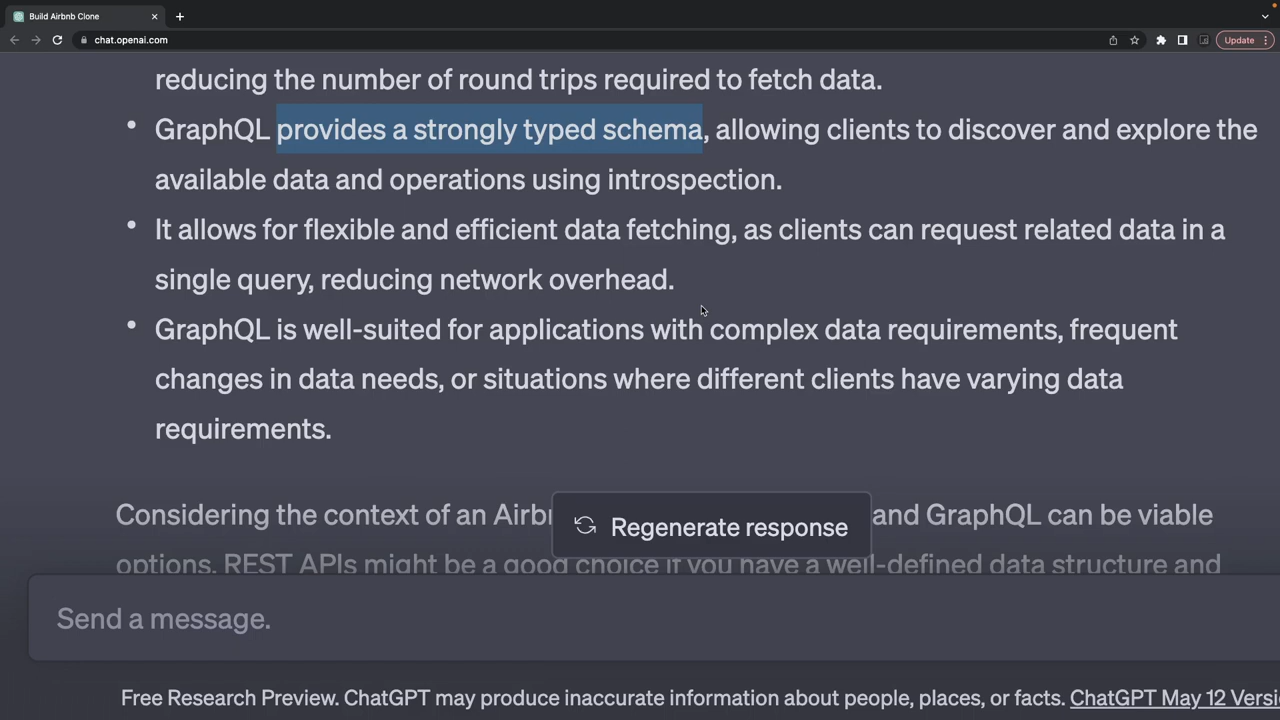 Build Airbnb Clone
chat.openai.com
Update
reducing the number of round trips required to fetch data.
• GraphQL provides a strongly typed schema, allowing clients to discover and explore the
available data and operations using introspection.
• It allows for flexible and efficient data fetching, as clients can request related data in a
single query, reducing network overhead.
• GraphQL is well-suited for applications with complex data requirements, frequent
changes in data needs, or situations where different clients have varying data
requirements.
Considering the context of an and GraphQL can be viable
Regenerate response
options. REST APIs might be a good choice if you have a well-defined data structure and
Send a message.
Free Research Preview. ChatGPT may produce inaccurate information about people, places, or facts. ChatGPT May 12